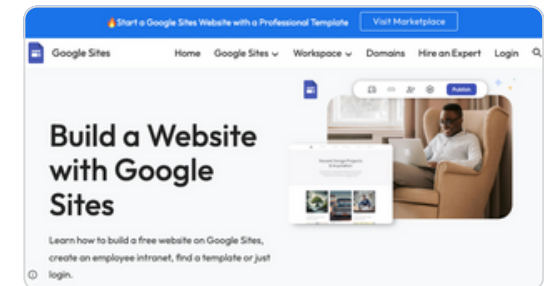 🔥Start a Google Sites Website with a Professional Template
Visit Marketplace
Google Sites
Home
Google Sites
Workspace
Domains
Hire an Expert
Login
Publish
Build a Website
with Google
Sites
Learn how to build a free website on Google Sites,
create an employee intranet, find a template or just
login.